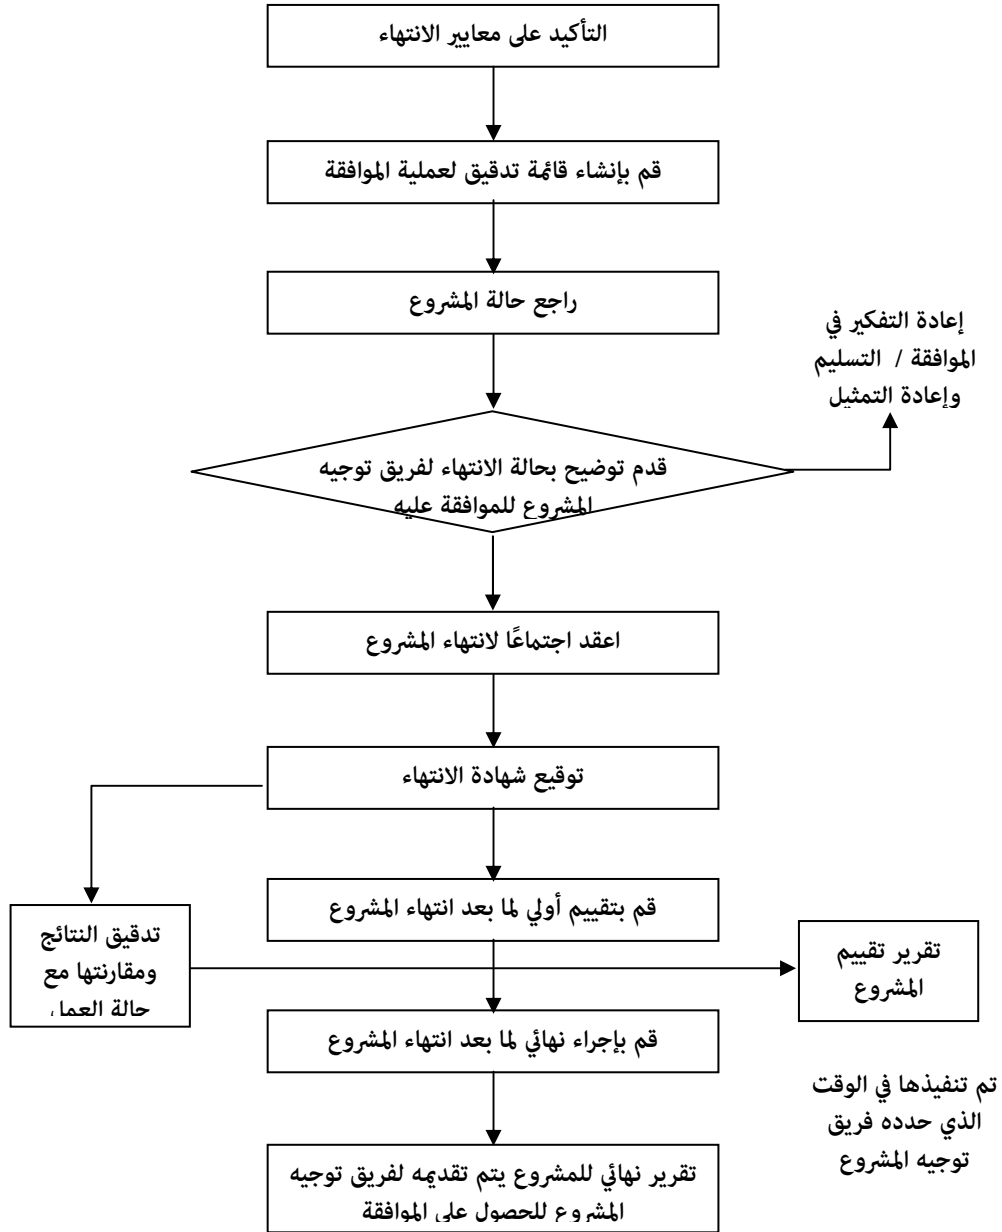 التأكيد على معايير الانتهاء
قم بإنشاء قائمة تدقيق لعملية الموافقة
راجع حالة المشروع
إعادة التفكير في
الموافقة / التسليم
وإعادة التمثيل
قدم توضيح بحالة الانتهاء لفريق توجيه
المشروع للموافقة عليه
اعقد اجتماعًا لانتهاء المشروع
توقيع شهادة الانتهاء
قم بتقييم أولي لما بعد انتهاء المشروع
تدقيق النتائج
ومقارنتها مع
حالة العمل
تقرير تقييم
المشروع
قم بإجراء نهائي لما بعد انتهاء المشروع
تم تنفيذها في الوقت
الذي حدده فريق
توجيه المشروع
تقرير نهائي للمشروع يتم تقديمه لفريق توجيه
المشروع للحصول على الموافقة